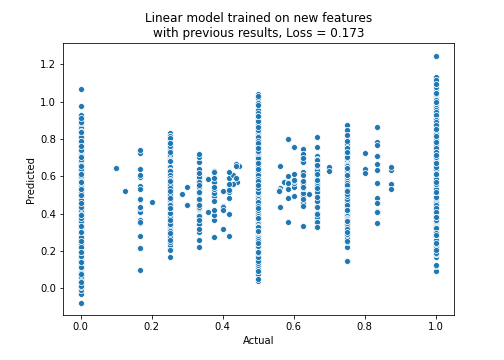 Linear model trained on new features
with previous results, Loss = 0.173
1.2
1.0
0.8
0.6
0.4
0.2
0.0
Predicted
0.0 0.2 0.4 0.6 0.8 1.0
Actual